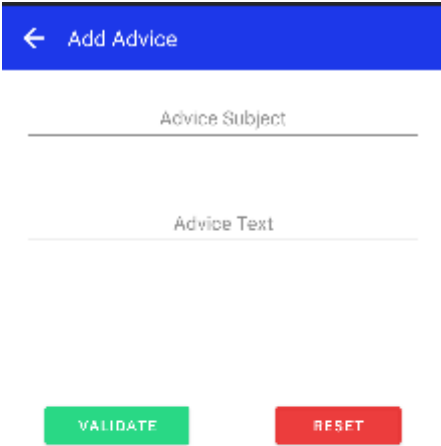 Add Advice
Advice Subject
Advice Text
VALIDATE
RESET